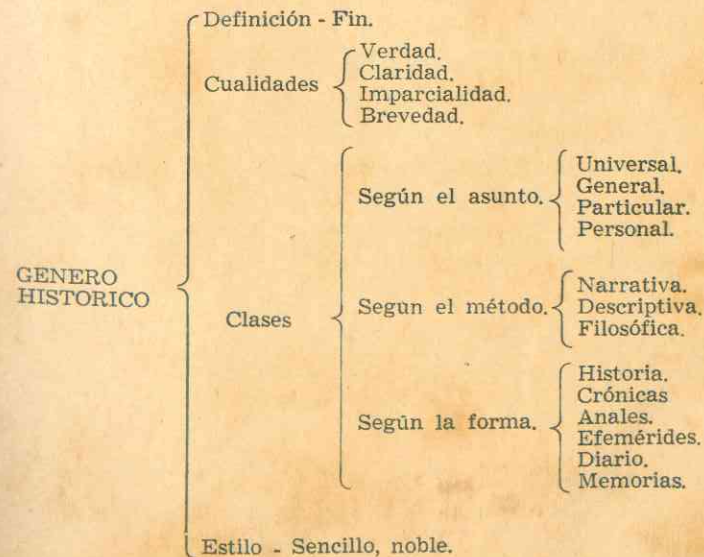 Definición - Fin.
Cualidades
Verdad.
Claridad.
Imparcialidad.
Brevedad.
GENERO
HISTORICO
Clases
Según el asunto.
Universal.
General.
Particular.
Personal.
Segun el método.
Narrativa.
Descriptiva.
Filosófica.
Según la forma.
Historia.
Crónicas
Anales.
Efemérides.
Diario.
Memorias.
Estilo - Sencillo, noble.